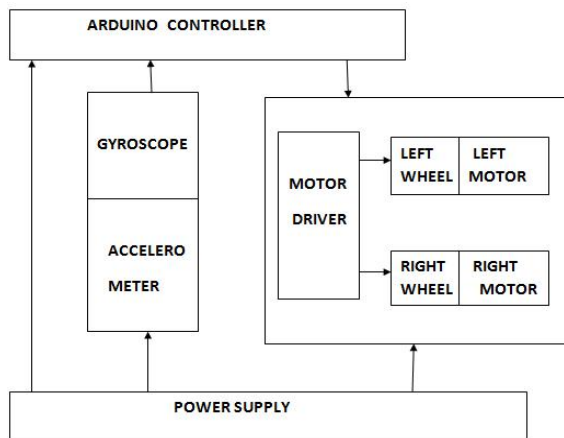 ARDUINO CONTROLLER
GYROSCOPE
ACCELERO
METER
MOTOR
DRIVER
LEFT
WHEEL
LEFT
MOTOR
RIGHT
WHEEL
RIGHT
MOTOR
POWER SUPPLY